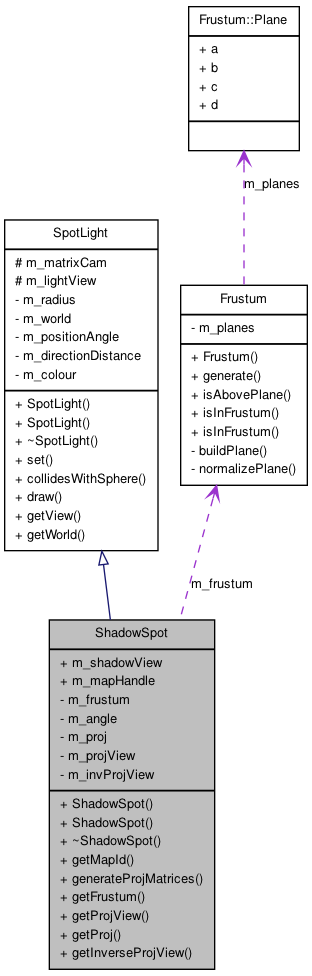 Frustum::Plane
+ a
+ b
+ c
+ d
m_planes
SpotLight
# m_matrixCam
# m_lightView
- m_radius
- m_world
- m_positionAngle
- m_directionDistance
- m_colour
+ SpotLight()
+ SpotLight()
+ ~SpotLight()
+ set()
+ collidesWithSphere()
+ draw()
+ getView()
+ getWorld()
Frustum
- m_planes
+ Frustum()
+ generate()
+ isAbovePlane()
+ isInFrustum()
+ isInFrustum()
- buildPlane()
- normalizePlane()
m_frustum
ShadowSpot
+ m_shadowView
+ m_mapHandle
- m_frustum
- m_angle
- m_proj
- m_projView
- m_invProjView
+ ShadowSpot()
+ ShadowSpot()
+ ~ShadowSpot()
+ getMapId()
+ generateProjMatrices()
+ getFrustum()
+ getProjView()
+ getProj()
+ getInverseProjView()